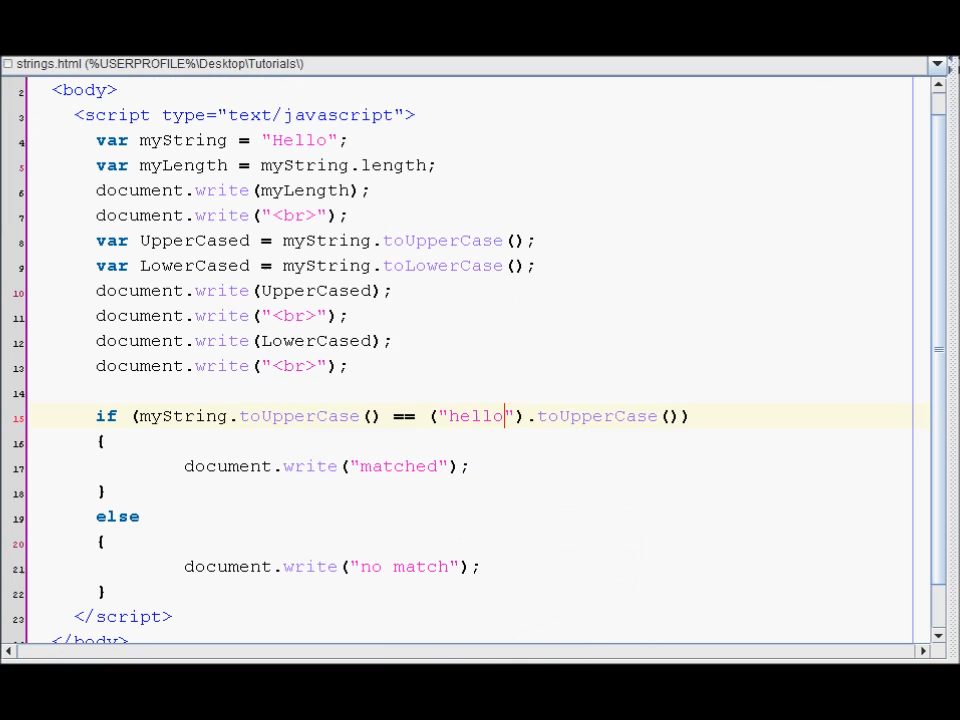 strings.html (%USERPROFILE%\Desktop\Tutorials\)
2 <body>
3 <script type="text/javascript">
4 var myString = "Hello";
5 var myLength = myString.length;
6 document.write(myLength);
7 document.write("<br>");
8 var UpperCased = myString.toUpperCase();
9 var LowerCased = myString.toLowerCase();
10 document.write(UpperCased);
11 document.write("<br>");
12 document.write(LowerCased);
13 document.write("<br>");
14
15 if (myString.toUpperCase() == ("hello").toUpperCase())
16 {
17 document.write("matched");
18 }
19 else
20 {
21 document.write("no match");
22 }
23 </script>
</body>